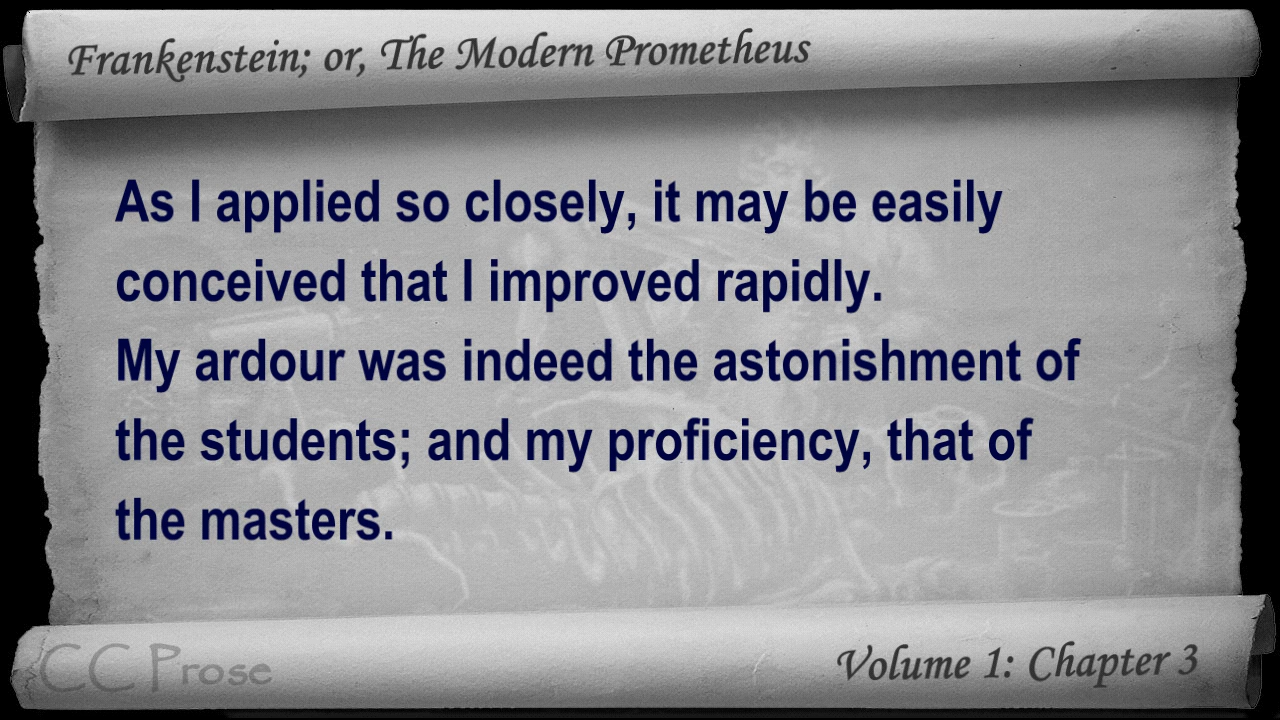 Frankenstein; or, The Modern Prometheus
As I applied so closely, it may be easily
conceived that I improved rapidly.
My ardour was indeed the astonishment of
the students; and my proficiency, that of
the masters.
CC Prose
Volume 1: Chapter 3